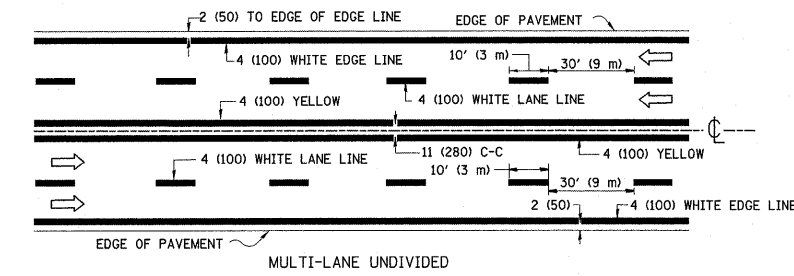 2 (50) TO EDGE OF EDGE LINE
EDGE OF PAVEMENT
4 (100) WHITE EDGE LINE
10' (3 m)
30' (9 m)
4 (100) YELLOW
4 (100) WHITE LANE LINE
CL
4 (100) WHITE LANE LINE
11 (280) C-C
4 (100) YELLOW
10' (3 m)
30' (9 m)
2 (50)
4 (100) WHITE EDGE LINE
EDGE OF PAVEMENT
MULTI-LANE UNDIVIDED